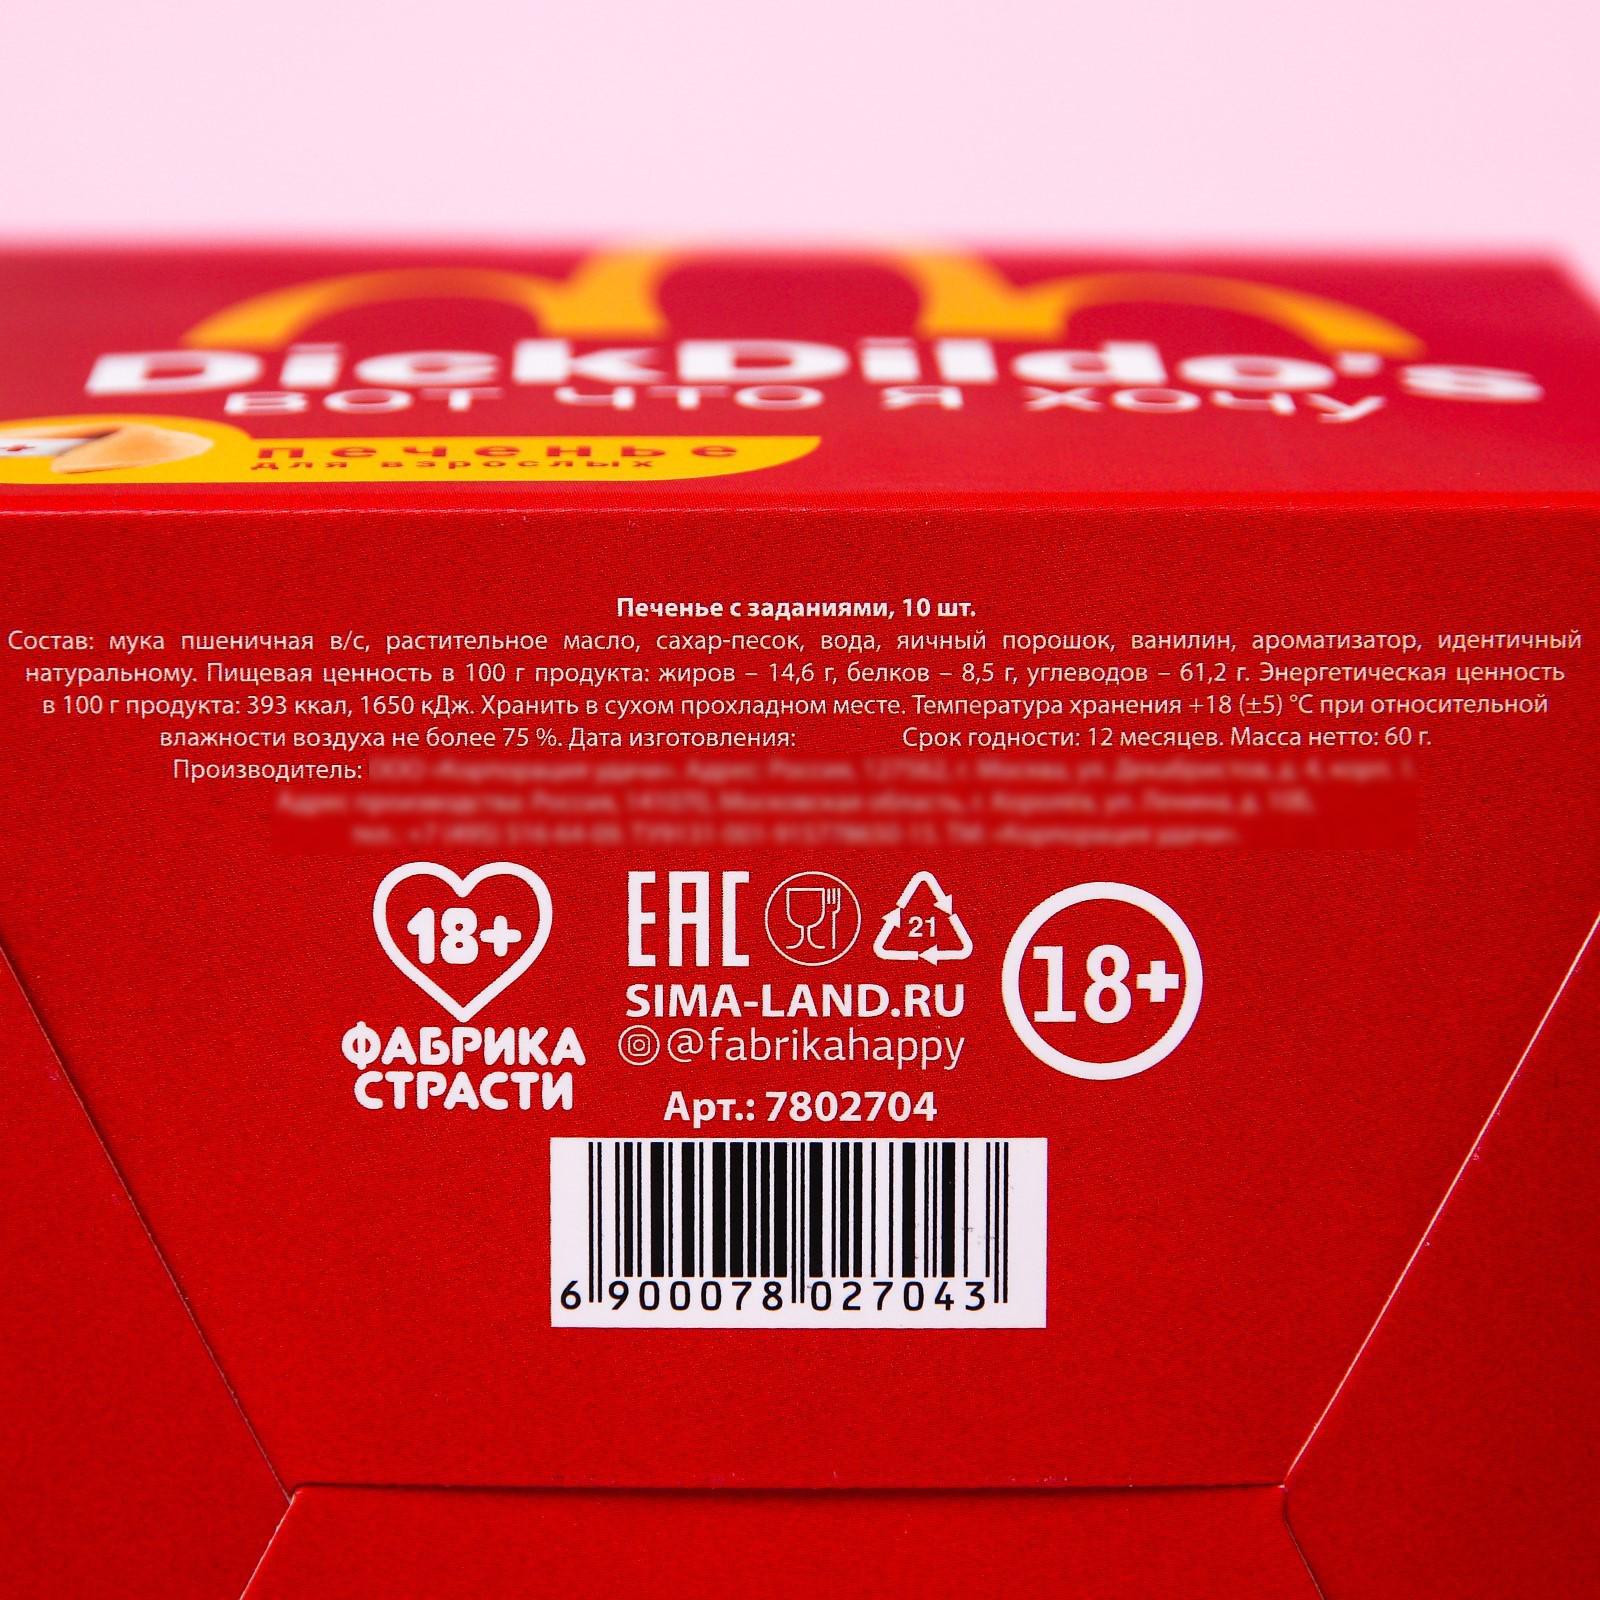 DickDildo's
ВОТ ЧТО Я ХОЧУ
печенье
для взрослых
Печенье с заданиями, 10 шт.
Состав: мука пшеничная в/с, растительное масло, сахар-песок, вода, яичный порошок, ванилин, ароматизатор, идентичный
натуральному. Пищевая ценность в 100 г продукта: жиров – 14,6 г, белков – 8,5 г, углеводов – 61,2 г. Энергетическая ценность
в 100 г продукта: 393 ккал, 1650 кДж. Хранить в сухом прохладном месте. Температура хранения +18 (±5) °С при относительной
влажности воздуха не более 75 %. Дата изготовления: Срок годности: 12 месяцев. Масса нетто: 60 г.
Производитель:
18+
ФАБРИКА
СТРАСТИ
EAC
21
SIMA-LAND.RU
@fabrikahappy
18+
Арт.: 7802704
6 900078 027043